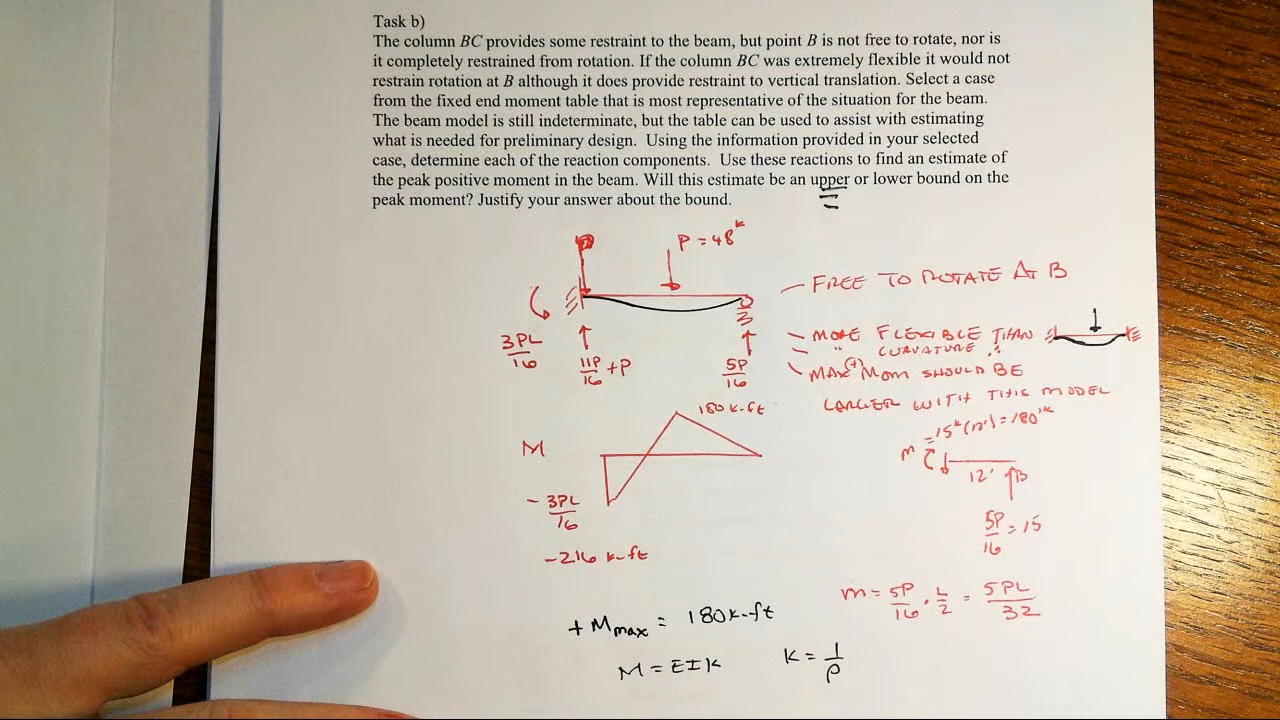 Task b)
The column BC provides some restraint to the beam, but point B is not free to rotate, nor is
it completely restrained from rotation. If the column BC was extremely flexible it would not
restrain rotation at B although it does provide restraint to vertical translation. Select a case
from the fixed end moment table that is most representative of the situation for the beam.
The beam model is still indeterminate, but the table can be used to assist with estimating
what is needed for preliminary design. Using the information provided in your selected
case, determine each of the reaction components. Use these reactions to find an estimate of
the peak positive moment in the beam. Will this estimate be an upper or lower bound on the
peak moment? Justify your answer about the bound.
P = 48k
- FREE TO ROTATE AT B
- MORE FLEXIBLE THAN
- " CURVATURE ∴
- MAX (+) MOM SHOULD BE
LARGER WITH THIS MODEL
3PL/16
11P/16 + P
5P/16
180 k-ft
M
- 3PL/16
-216 k-ft
M = 15k (12') = 180'k
12'
B
5P/16 = 15
M = 5P/16 · L/2 = 5PL/32
+ Mmax = 180k-ft
M = EIK
K = 1/ρ